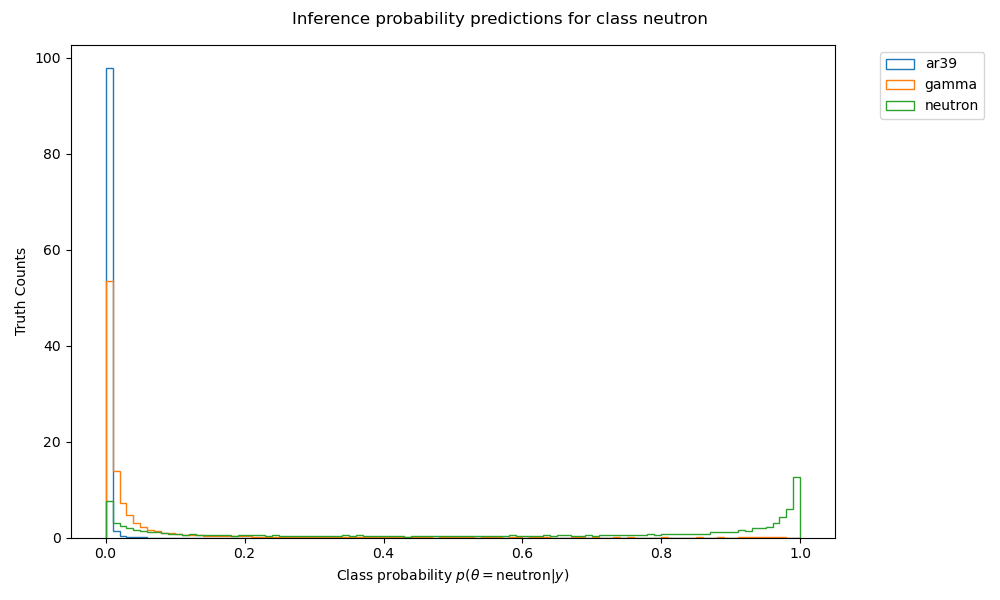 Inference probability predictions for class neutron
ar39
gamma
neutron
100
80
60
40
20
0
Truth Counts
0.0 0.2 0.4 0.6 0.8 1.0
Class probability p(θ = neutron|y)